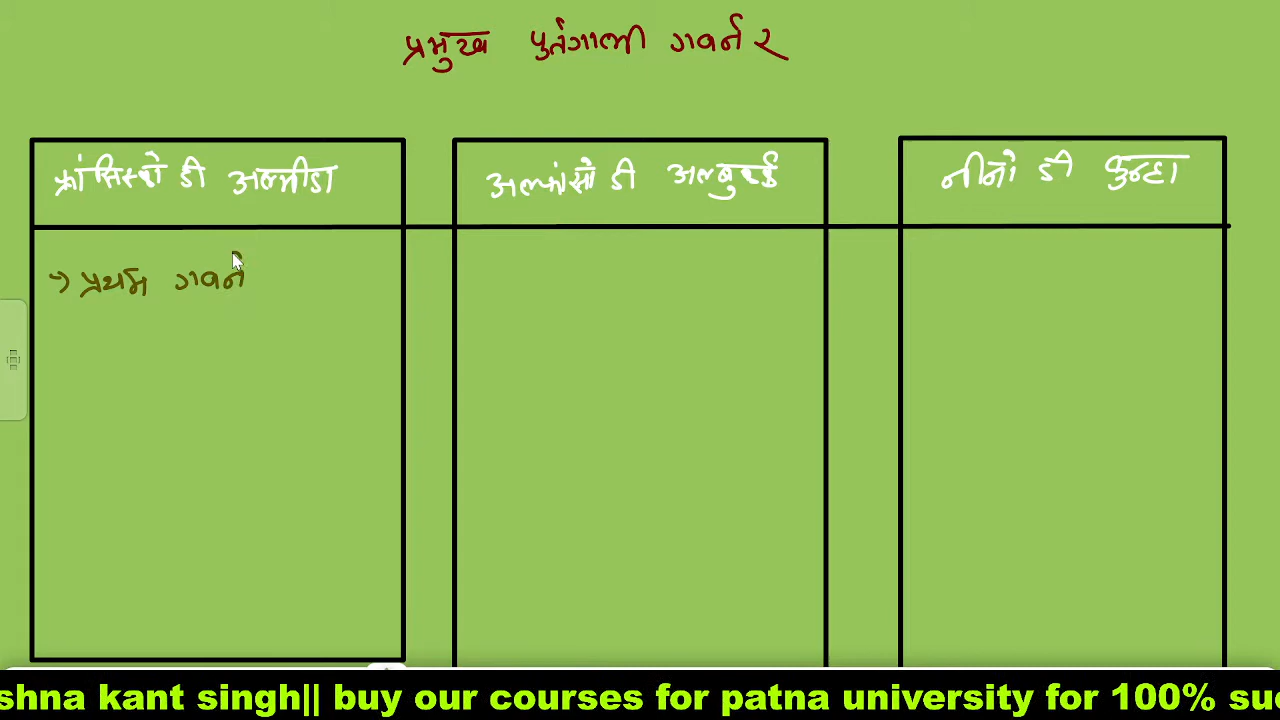 प्रमुख पुर्तगाली गवर्नर
फ्रांसिस्को डी अल्मीडा
अल्फांसो डी अलबुकर्क
नीनो डी कुन्हा
→ प्रथम गवर्न
shna kant singh|| buy our courses for patna university for 100% suc